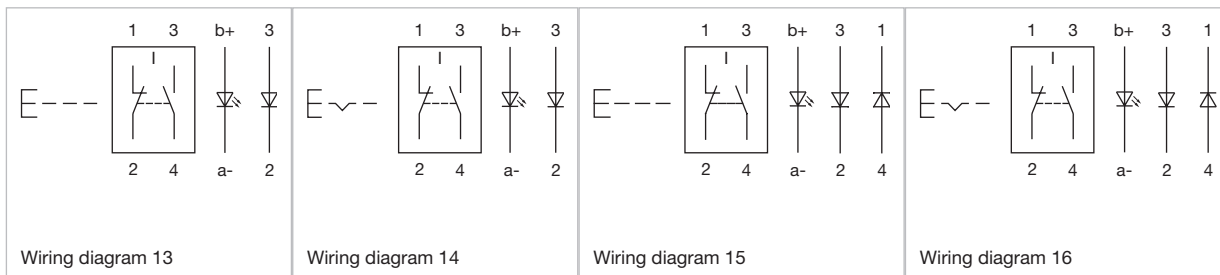 1 3 b+ 3
I
2 4 a- 2
Wiring diagram 13
1 3 b+ 3
I
2 4 a- 2
Wiring diagram 14
1 3 b+ 3 1
I
2 4 a- 2 4
Wiring diagram 15
1 3 b+ 3 1
I
2 4 a- 2 4
Wiring diagram 16